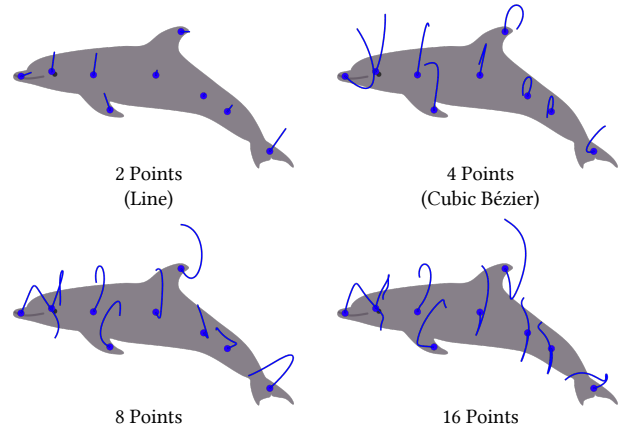 2 Points
(Line)
4 Points
(Cubic Bézier)
8 Points
16 Points